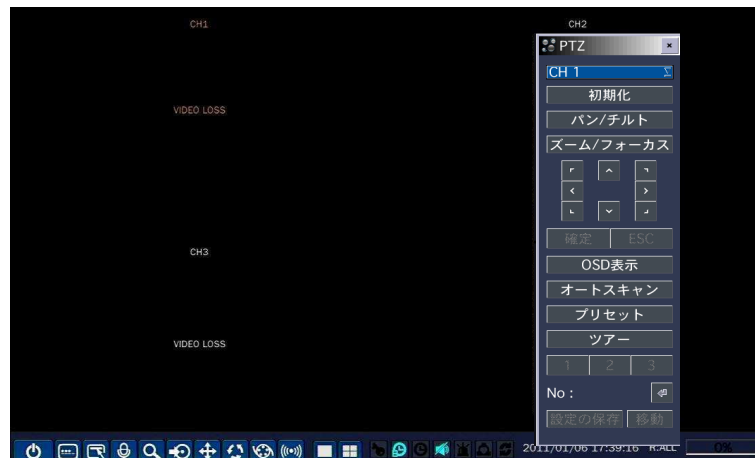 CH1
CH2
VIDEO LOSS
CH3
VIDEO LOSS
PTZ
CH 1
初期化
パン/チルト
ズーム/フォーカス
確定 ESC
OSD表示
オートスキャン
プリセット
ツアー
1 2 3
No :
設定の保存 移動
2011/01/06 17:39:16 R:ALL 0%